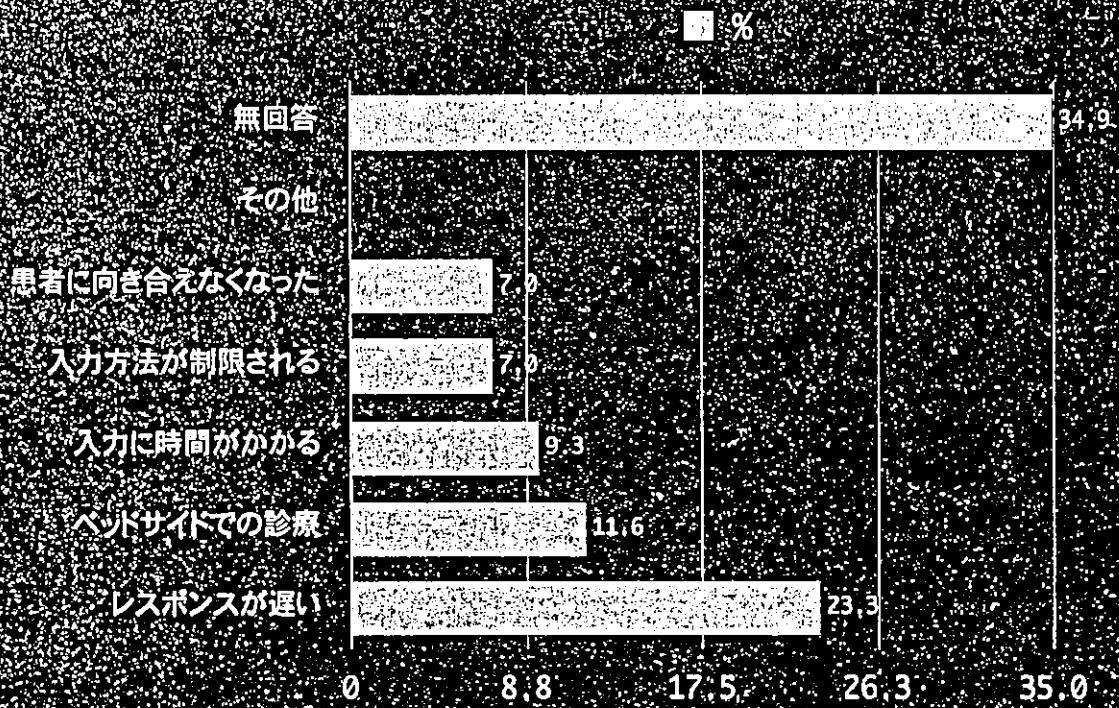 %
無回答 34.9
その他
患者に向き合えなくなった 7.0
入力方法が制限される 7.0
入力に時間がかかる 9.3
ベッドサイドでの診療 11.6
レスポンスが遅い 23.3
0 8.8 17.5 26.3 35.0